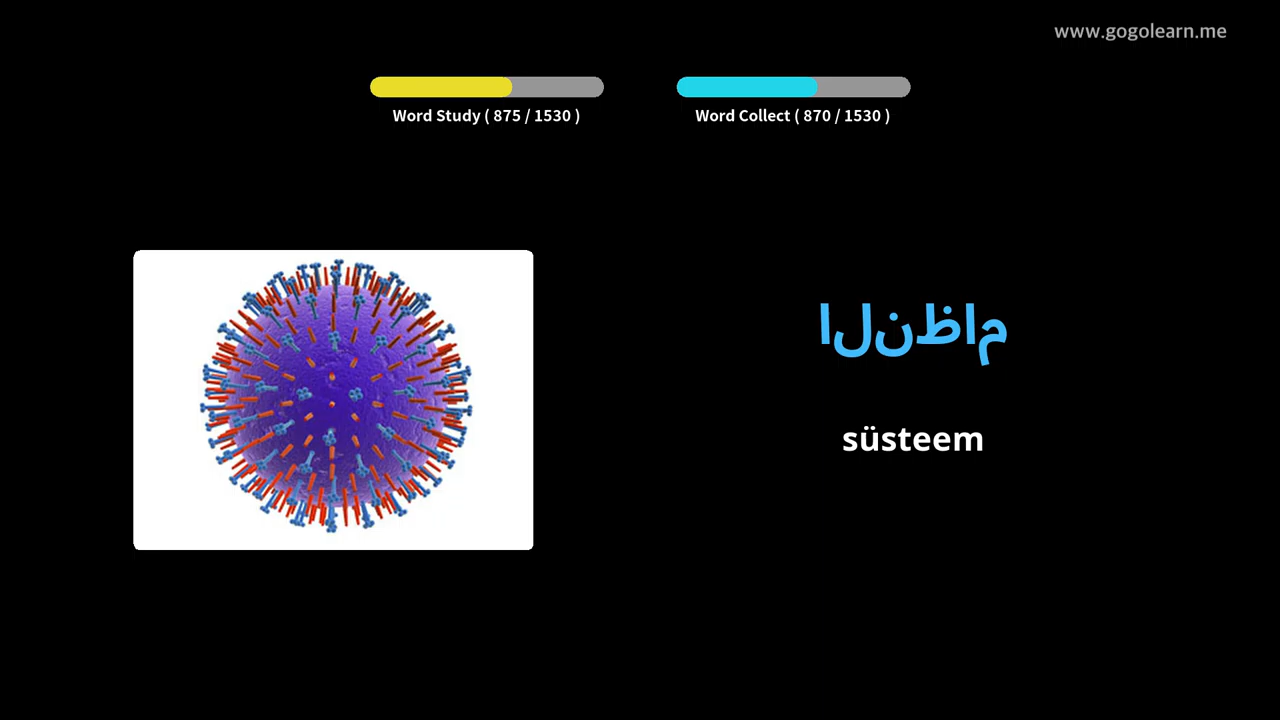 www.gogolearn.me
Word Study ( 875 / 1530 )
Word Collect ( 870 / 1530 )
النظام
süsteem